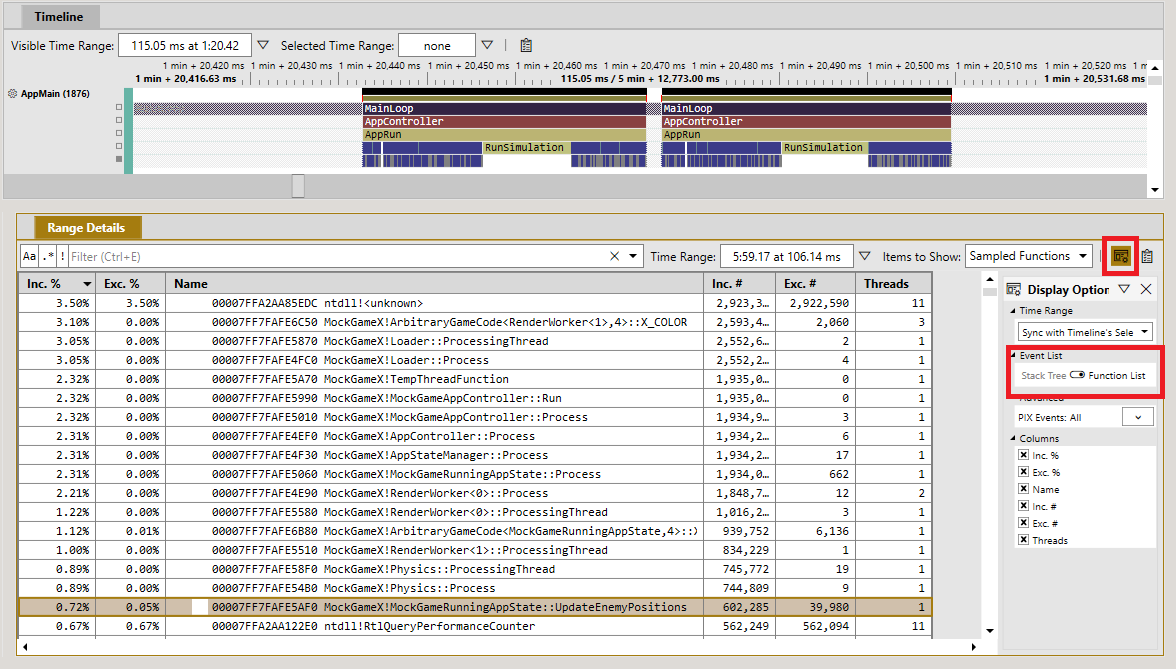 Timeline
Visible Time Range: 115.05 ms at 1:20.42 Selected Time Range: none
1 min + 20,420 ms 1 min + 20,430 ms 1 min + 20,440 ms 1 min + 20,450 ms 1 min + 20,460 ms 1 min + 20,470 ms 1 min + 20,480 ms 1 min + 20,490 ms 1 min + 20,500 ms 1 min + 20,510 ms 1 min + 20,520 ms 1 m
1 min + 20,416.63 ms 115.05 ms / 5 min + 12,773.00 ms 1 min + 20,531.68 ms
AppMain (1876)
MainLoop MainLoop
AppController AppController
AppRun AppRun
RunSimulation RunSimulation
Range Details
Aa .* ! Filter (Ctrl+E) Time Range: 5:59.17 at 106.14 ms Items to Show: Sampled Functions
Inc. % Exc. % Name Inc. # Exc. # Threads
3.50% 3.50% 00007FFA2AA85EDC ntdll!<unknown> 2,923,3… 2,922,590 11
3.10% 0.00% 00007FF7FAFE6C50 MockGameX!ArbitraryGameCode<RenderWorker<1>,4>::X_COLOR 2,593,4… 2,060 3
3.05% 0.00% 00007FF7FAFE5870 MockGameX!Loader::ProcessingThread 2,552,6… 2 1
3.05% 0.00% 00007FF7FAFE4FC0 MockGameX!Loader::Process 2,552,2… 4 1
2.32% 0.00% 00007FF7FAFE5A70 MockGameX!TempThreadFunction 1,935,0… 0 1
2.32% 0.00% 00007FF7FAFE5990 MockGameX!MockGameAppController::Run 1,935,0… 0 1
2.32% 0.00% 00007FF7FAFE5010 MockGameX!MockGameAppController::Process 1,934,9… 3 1
2.31% 0.00% 00007FF7FAFE4EF0 MockGameX!AppController::Process 1,934,2… 6 1
2.31% 0.00% 00007FF7FAFE4F30 MockGameX!AppStateManager::Process 1,934,2… 17 1
2.31% 0.00% 00007FF7FAFE5060 MockGameX!MockGameRunningAppState::Process 1,934,0… 662 1
2.21% 0.00% 00007FF7FAFE4E90 MockGameX!RenderWorker<0>::Process 1,848,7… 12 2
1.22% 0.00% 00007FF7FAFE5580 MockGameX!RenderWorker<0>::ProcessingThread 1,016,2… 3 1
1.12% 0.01% 00007FF7FAFE6B80 MockGameX!ArbitraryGameCode<MockGameRunningAppState,4>:: 939,752 6,136 1
1.00% 0.00% 00007FF7FAFE5510 MockGameX!RenderWorker<1>::ProcessingThread 834,229 1 1
0.89% 0.00% 00007FF7FAFE58F0 MockGameX!Physics::ProcessingThread 745,772 19 1
0.89% 0.00% 00007FF7FAFE54B0 MockGameX!Physics::Process 744,809 9 1
0.72% 0.05% 00007FF7FAFE5AF0 MockGameX!MockGameRunningAppState::UpdateEnemyPositions 602,285 39,980 1
0.67% 0.67% 00007FFA2AA122E0 ntdll!RtlQueryPerformanceCounter 562,249 562,094 11
Display Option
Time Range
Sync with Timeline's Sele
Event List
Stack Tree Function List
Advanced
PIX Events: All
Columns
Inc. %
Exc. %
Name
Inc. #
Exc. #
Threads